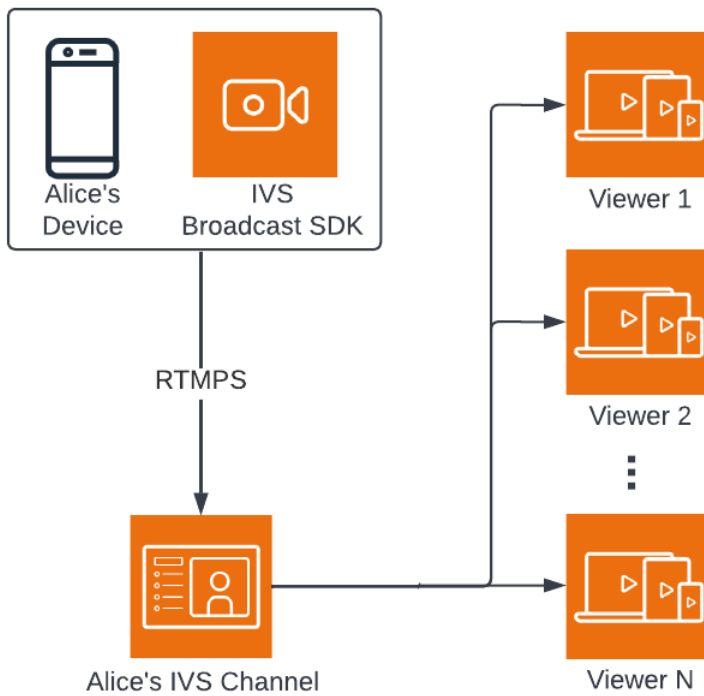 Alice's
Device
IVS
Broadcast SDK
RTMPS
Alice's IVS Channel
Viewer 1
Viewer 2
Viewer N